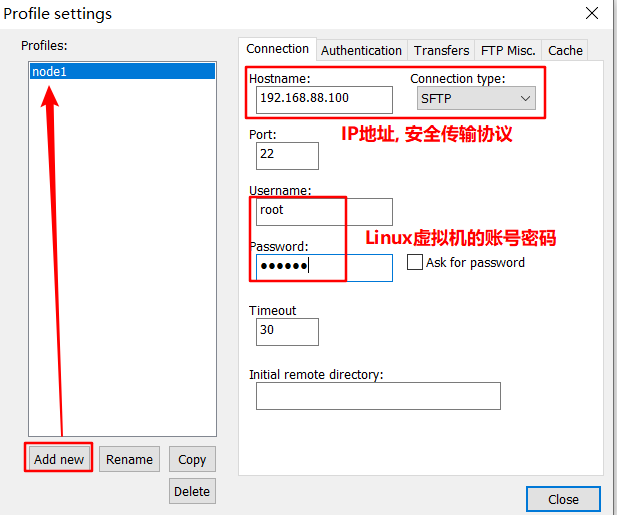 Profile settings
Profiles:
node1
Add new
Rename
Copy
Delete
Connection
Authentication
Transfers
FTP Misc.
Cache
Hostname:
Connection type:
192.168.88.100
SFTP
IP地址, 安全传输协议
Port:
22
Username:
root
Linux虚拟机的账号密码
Password:
●●●●●●
Ask for password
Timeout
30
Initial remote directory:
Close